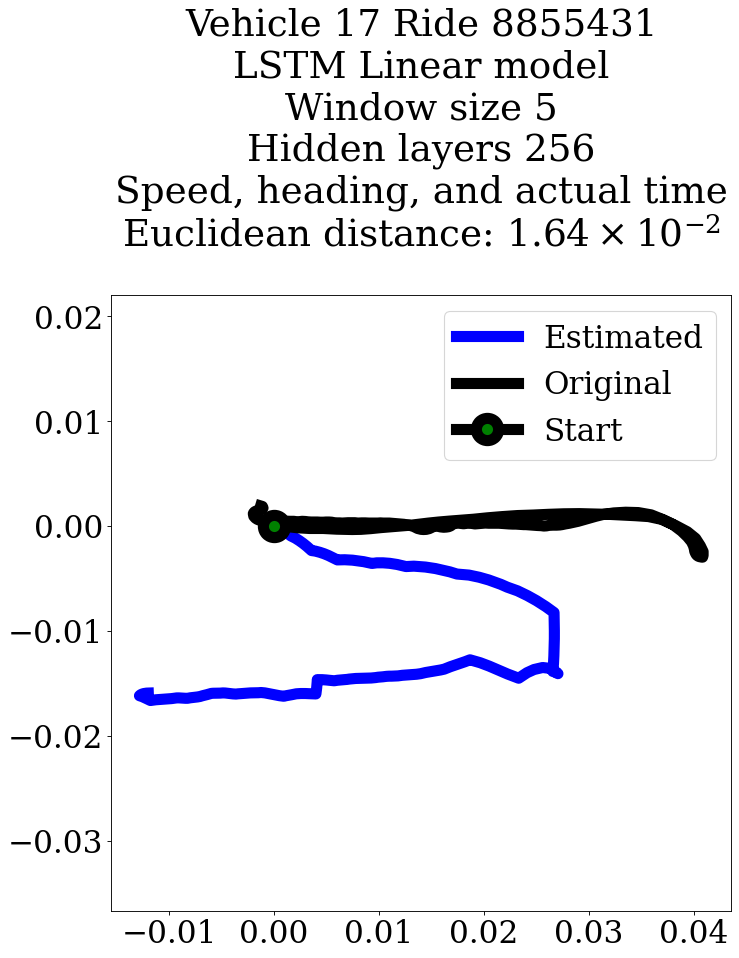 Vehicle 17 Ride 8855431
LSTM Linear model
Window size 5
Hidden layers 256
Speed, heading, and actual time
Euclidean distance: 1.64 × 10⁻²
Estimated
Original
Start
0.02
0.01
0.00
−0.01
−0.02
−0.03
−0.01 0.00 0.01 0.02 0.03 0.04